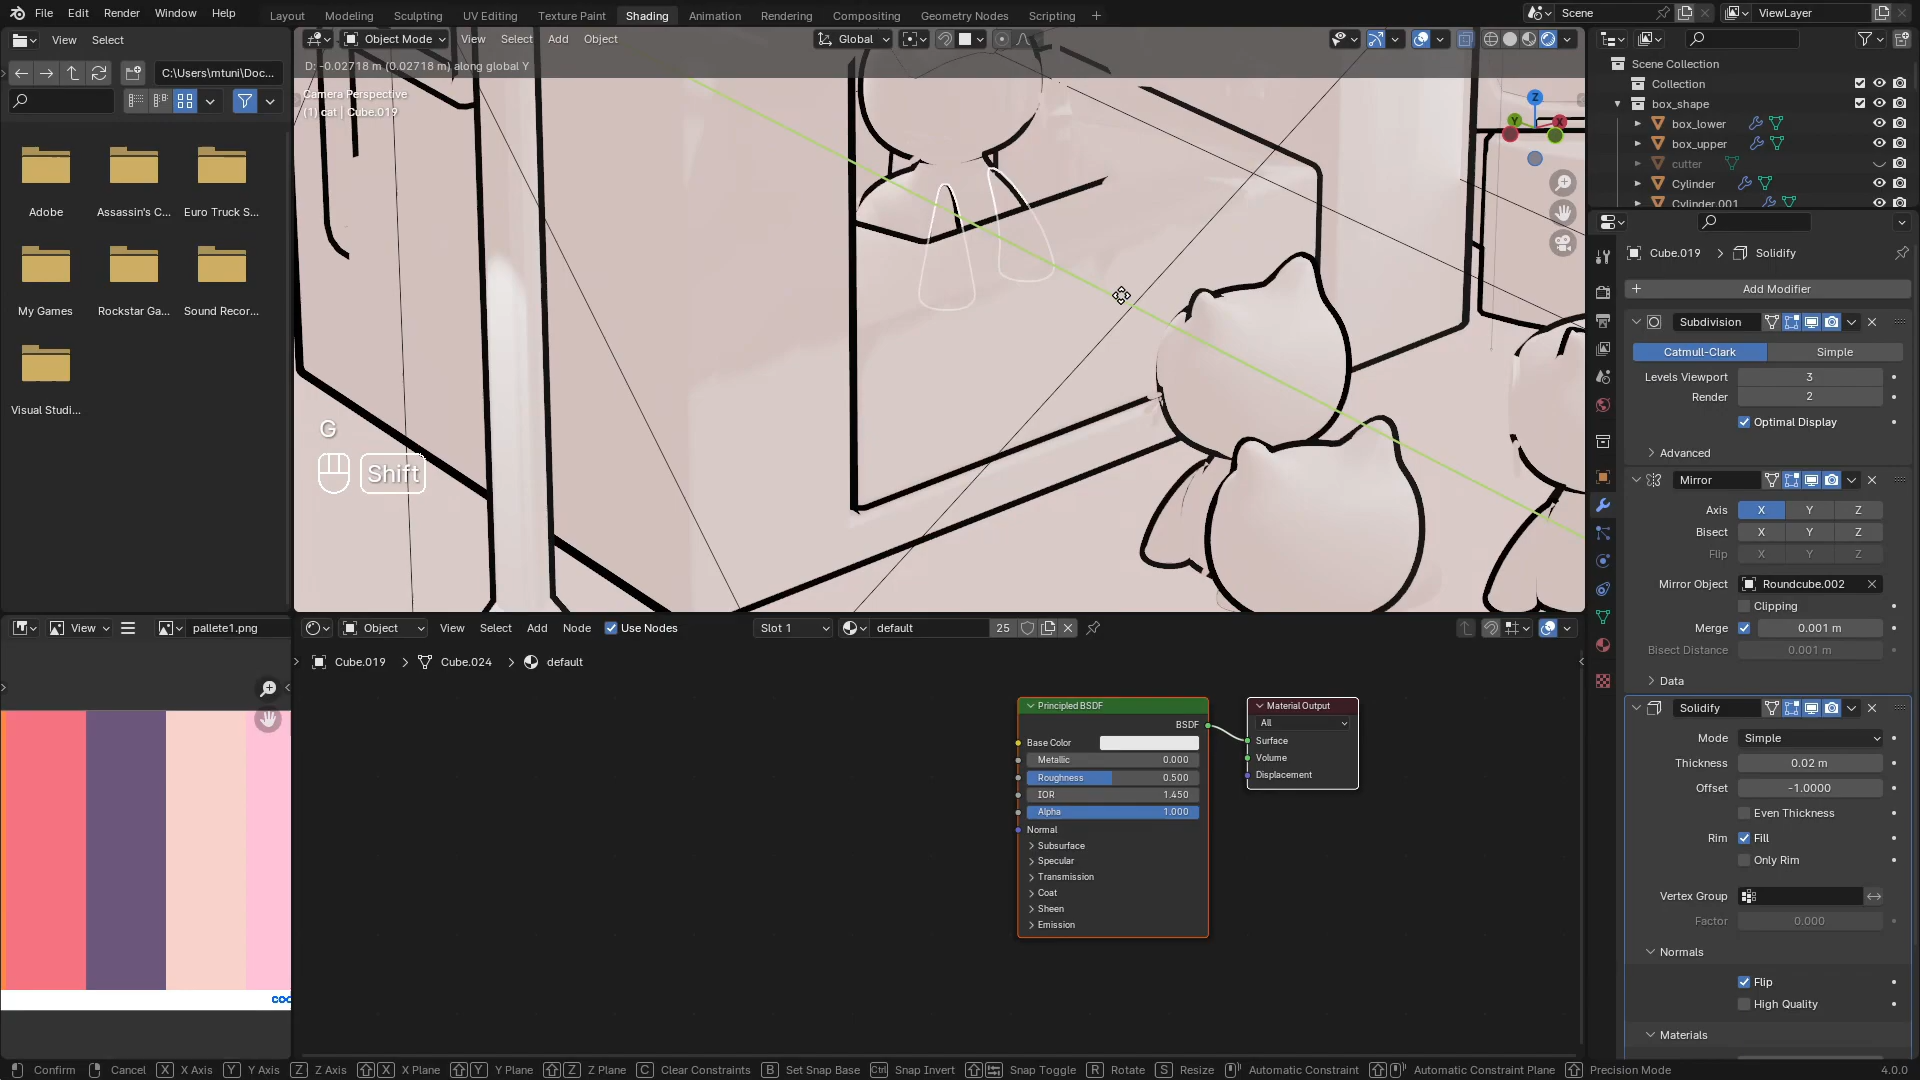 File Edit Render Window Help
Layout Modeling Sculpting UV Editing Texture Paint Shading Animation Rendering Compositing Geometry Nodes Scripting +
Scene
ViewLayer
View Select
Object Mode View Select Add Object
Global
D: -0.02718 m (0.02718 m) along global Y
Camera Perspective
(1) cat | Cube.019
C:\Users\mtuni\Doc...
Adobe
Assassin's C...
Euro Truck S...
My Games
Rockstar Ga...
Sound Recor...
Visual Studi...
G
Shift
Z
Y
X
Scene Collection
Collection
box_shape
box_lower
box_upper
cutter
Cylinder
Cylinder.001
Cube.019 > Solidify
Add Modifier
Subdivision
Catmull-Clark
Simple
Levels Viewport 3
Render 2
Optimal Display
Advanced
Mirror
Axis X Y Z
Bisect X Y Z
Flip X Y Z
Mirror Object Roundcube.002
Clipping
Merge 0.001 m
Bisect Distance 0.001 m
Data
Solidify
Mode Simple
Thickness 0.02 m
Offset -1.0000
Even Thickness
Rim Fill
Only Rim
Vertex Group
Factor 0.000
Normals
Flip
High Quality
Materials
View
pallete1.png
Object View Select Add Node Use Nodes
Slot 1
default
25
Cube.019 > Cube.024 > default
Principled BSDF
BSDF
Base Color
Metallic 0.000
Roughness 0.500
IOR 1.450
Alpha 1.000
Normal
Subsurface
Specular
Transmission
Coat
Sheen
Emission
Material Output
All
Surface
Volume
Displacement
Confirm Cancel X X Axis Y Y Axis Z Z Axis X X Plane Y Y Plane Z Z Plane C Clear Constraints B Set Snap Base Ctrl Snap Invert Snap Toggle R Rotate S Resize Automatic Constraint Automatic Constraint Plane Precision Mode 4.0.0